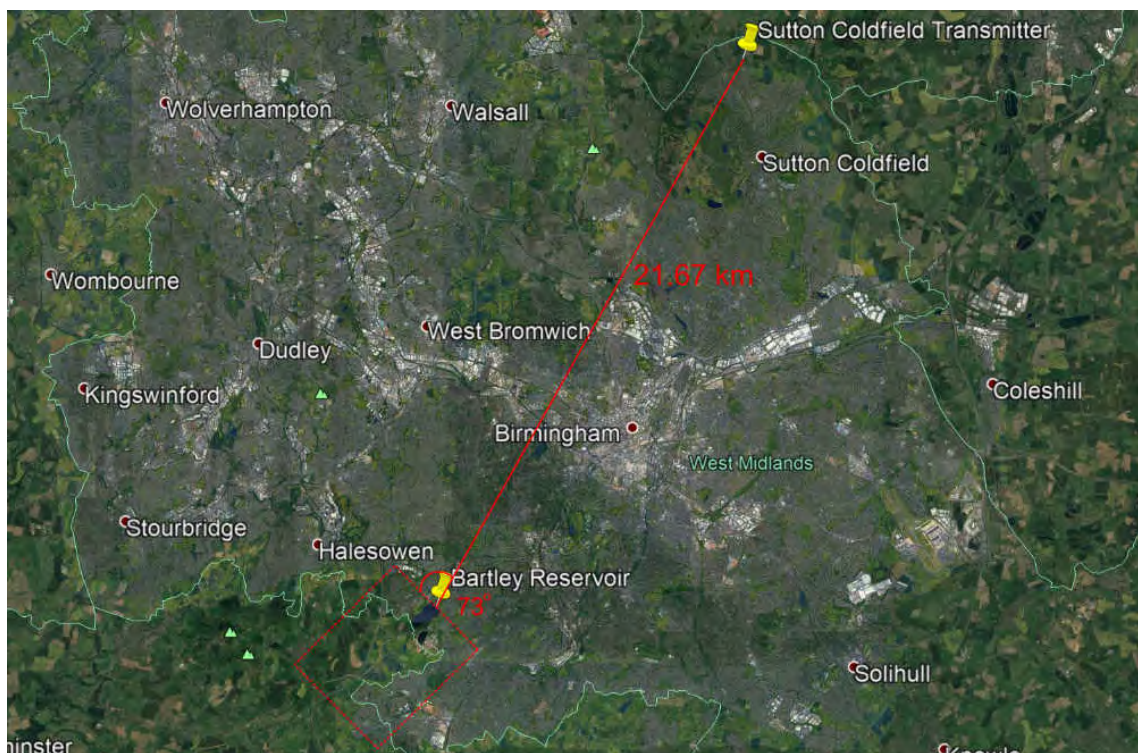 Sutton Coldfield Transmitter
Wolverhampton
Walsall
Sutton Coldfield
21.67 km
Wombourne
West Bromwich
Dudley
Kingswinford
Coleshill
Birmingham
West Midlands
Stourbridge
Halesowen
Bartley Reservoir
73°
Solihull